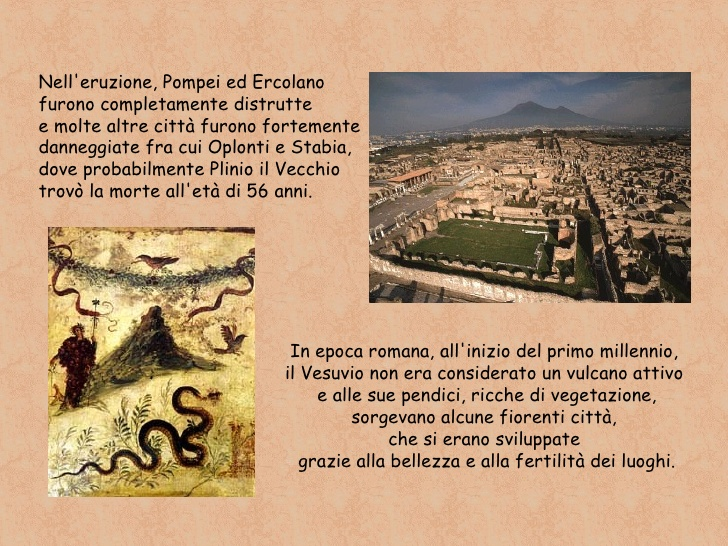 Nell'eruzione, Pompei ed Ercolano
furono completamente distrutte
e molte altre città furono fortemente
danneggiate fra cui Oplonti e Stabia,
dove probabilmente Plinio il Vecchio
trovò la morte all'età di 56 anni.
In epoca romana, all'inizio del primo millennio,
il Vesuvio non era considerato un vulcano attivo
e alle sue pendici, ricche di vegetazione,
sorgevano alcune fiorenti città,
che si erano sviluppate
grazie alla bellezza e alla fertilità dei luoghi.